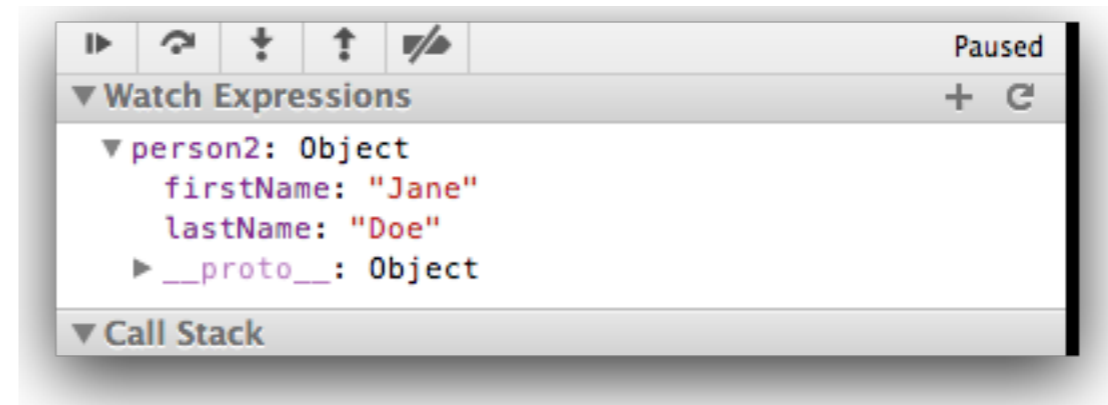 Paused
Watch Expressions
person2: Object
firstName: "Jane"
lastName: "Doe"
__proto__: Object
Call Stack